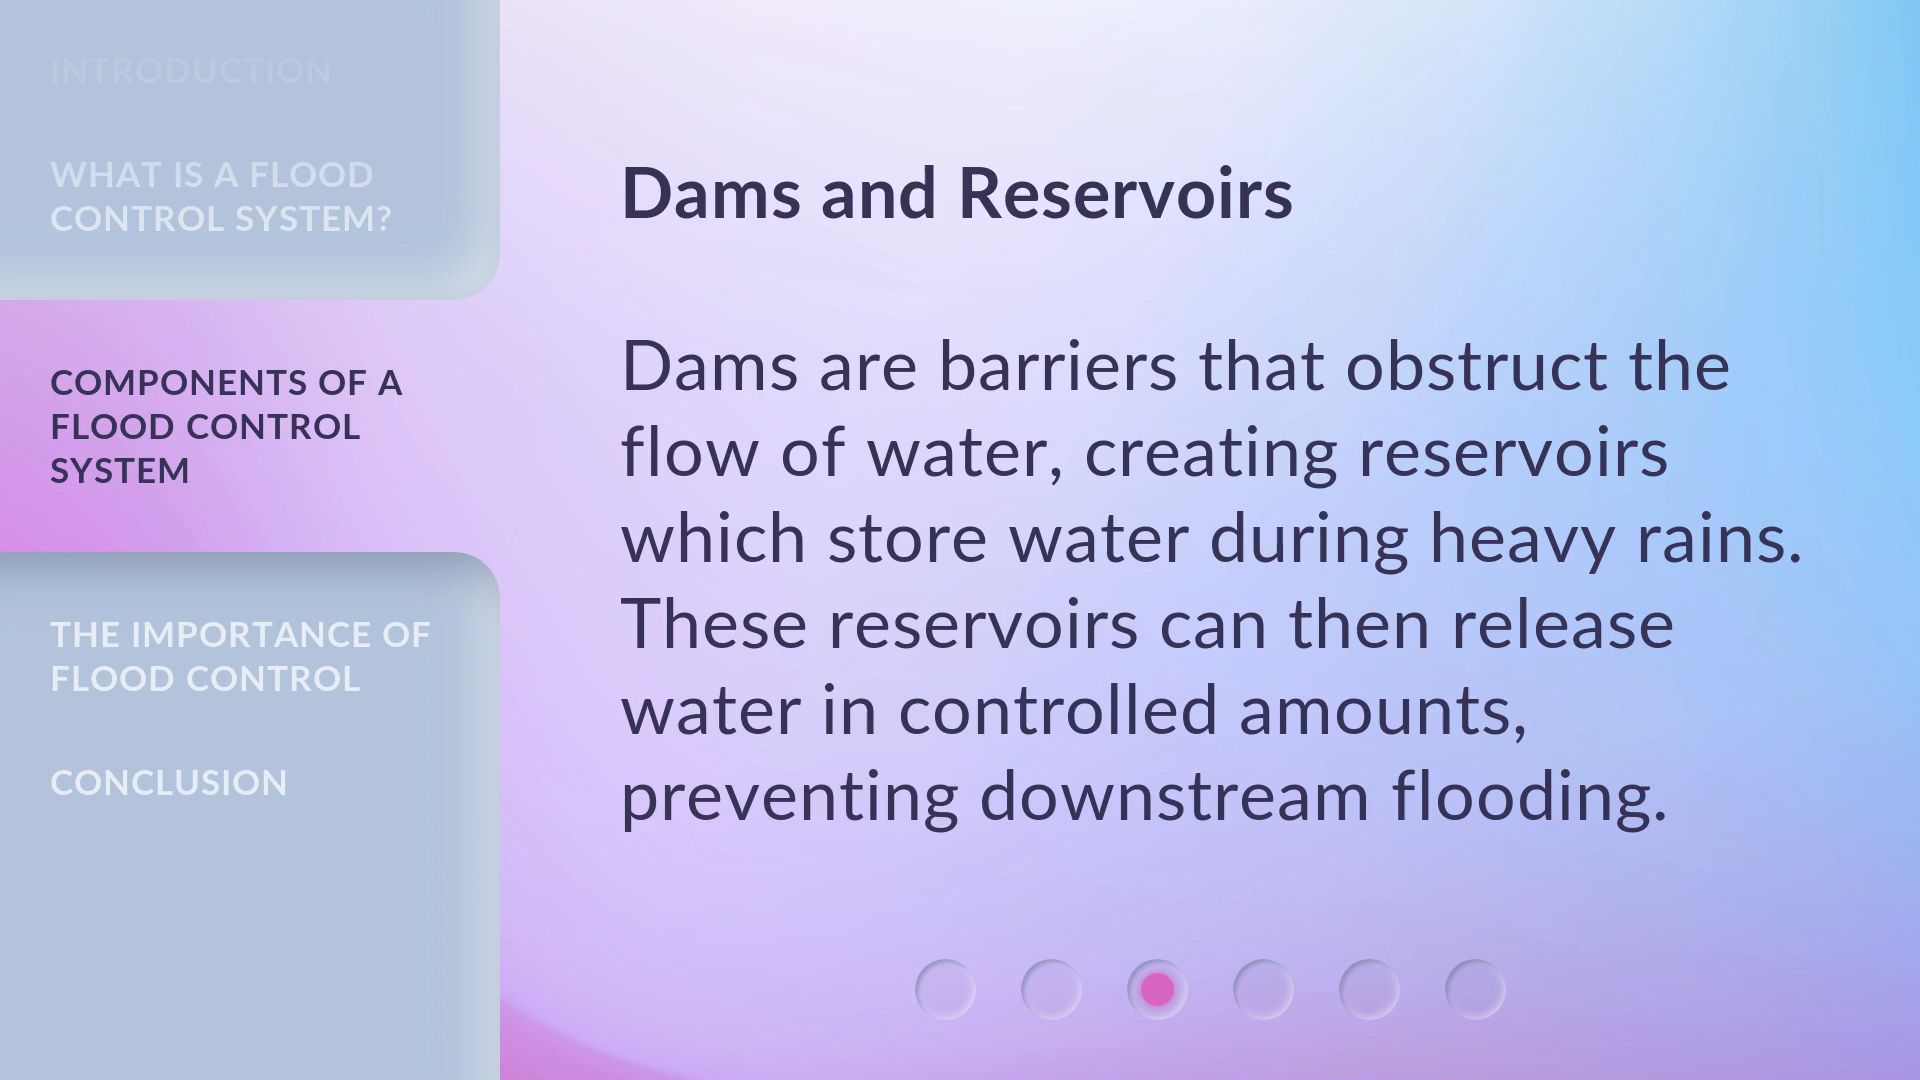 INTRODUCTION
WHAT IS A FLOOD
CONTROL SYSTEM?
COMPONENTS OF A
FLOOD CONTROL
SYSTEM
THE IMPORTANCE OF
FLOOD CONTROL
CONCLUSION
Dams and Reservoirs
Dams are barriers that obstruct the
flow of water, creating reservoirs
which store water during heavy rains.
These reservoirs can then release
water in controlled amounts,
preventing downstream flooding.